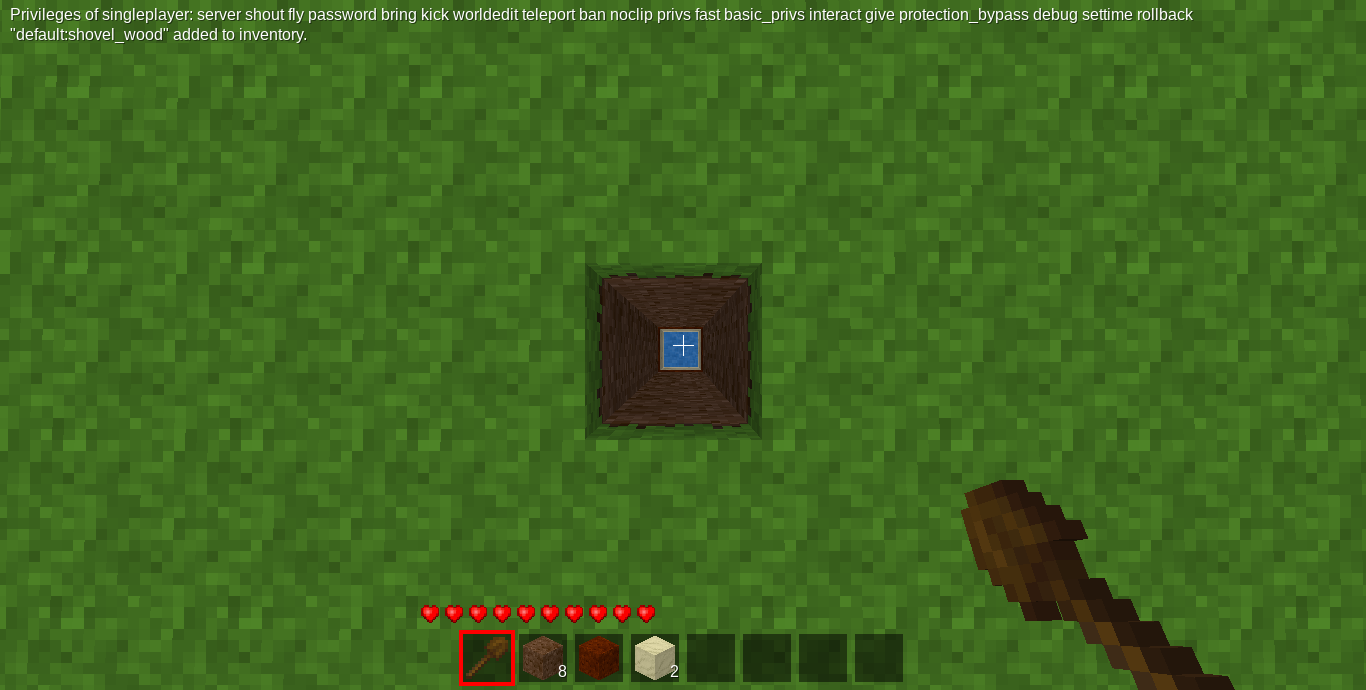 Privileges of singleplayer: server shout fly password bring kick worldedit teleport ban noclip privs fast basic_privs interact give protection_bypass debug settime rollback
"default:shovel_wood" added to inventory.
8 2